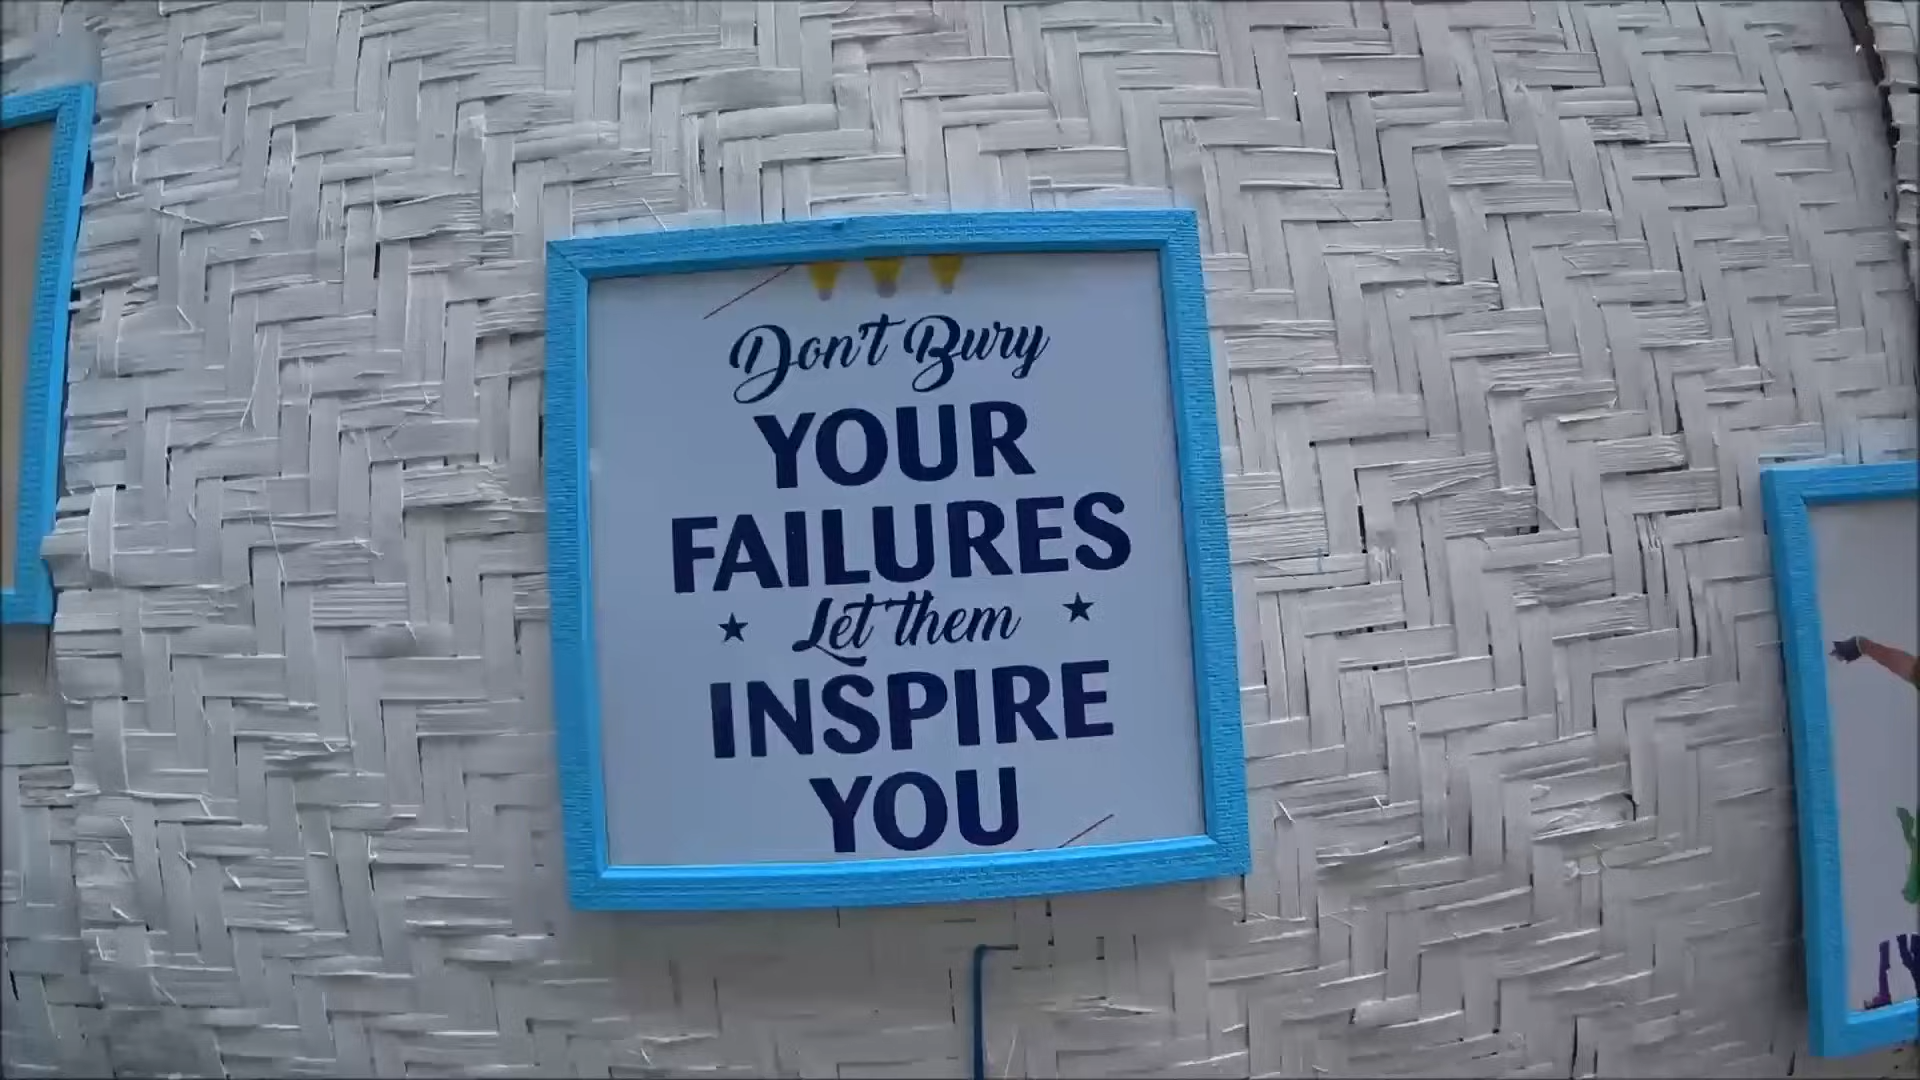 Don't Bury
YOUR
FAILURES
Let them
INSPIRE
YOU